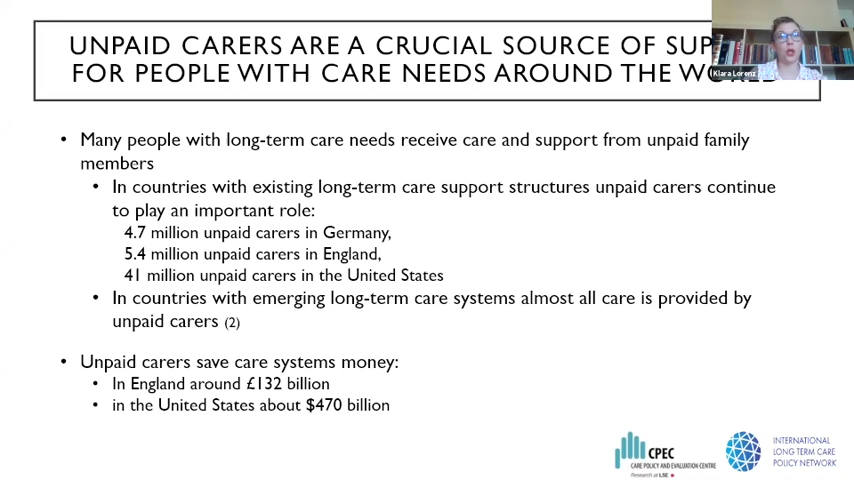 UNPAID CARERS ARE A CRUCIAL SOURCE OF SUP
FOR PEOPLE WITH CARE NEEDS AROUND THE WO
Klara Lorenz
• Many people with long-term care needs receive care and support from unpaid family
members
• In countries with existing long-term care support structures unpaid carers continue
to play an important role:
4.7 million unpaid carers in Germany,
5.4 million unpaid carers in England,
41 million unpaid carers in the United States
• In countries with emerging long-term care systems almost all care is provided by
unpaid carers (2)
• Unpaid carers save care systems money:
• In England around £132 billion
• in the United States about $470 billion
CPEC
CARE POLICY AND EVALUATION CENTRE
Research at LSE
INTERNATIONAL
LONG TERM CARE
POLICY NETWORK